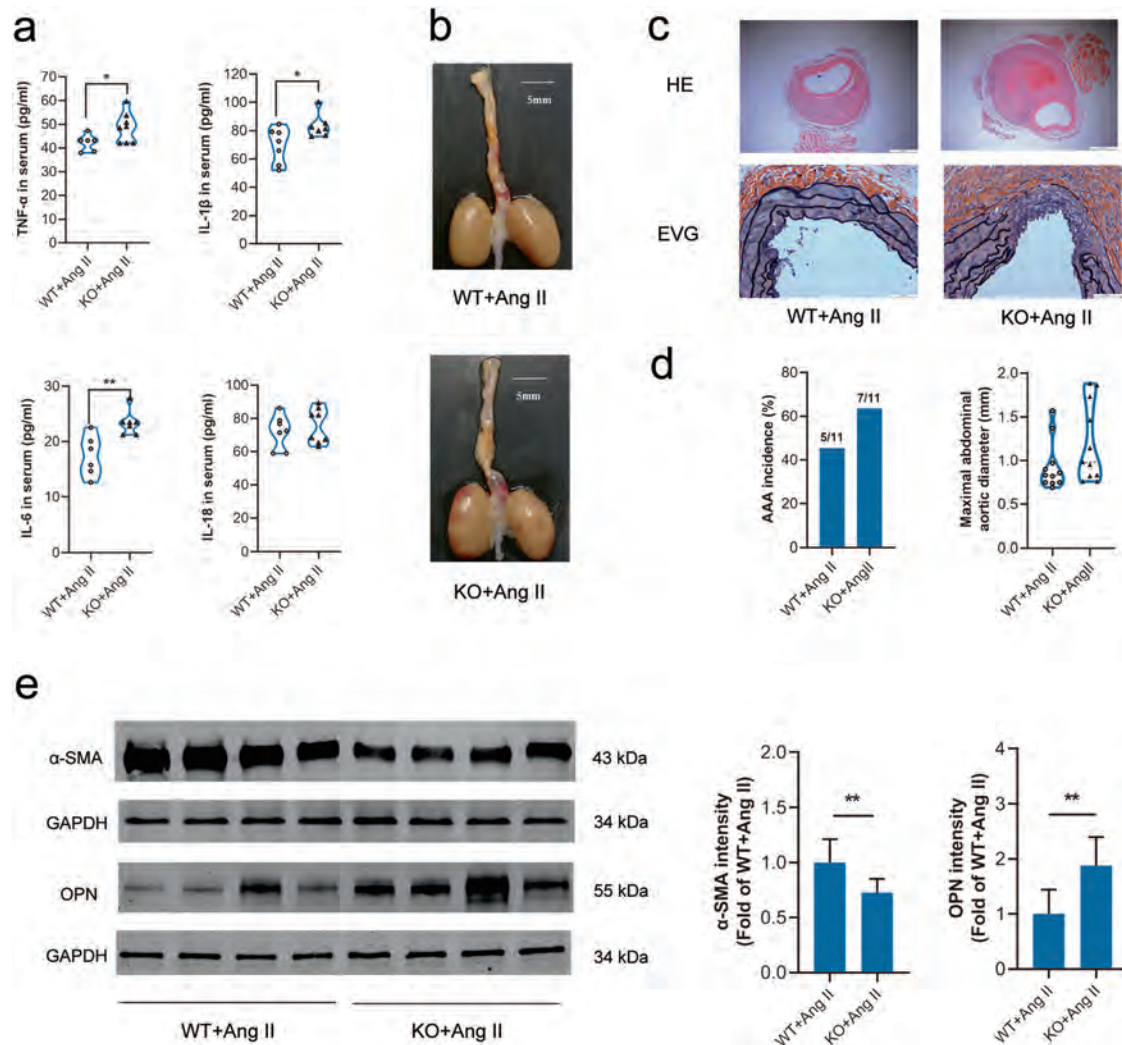 a
TNF-α in serum (pg/ml)
70
60
50
40
30
20
10
0
*
WT+Ang II
KO+Ang II
IL-1β in serum (pg/ml)
120
100
80
60
40
20
0
*
WT+Ang II
KO+Ang II
IL-6 in serum (pg/ml)
30
20
10
0
**
WT+Ang II
KO+Ang II
IL-18 in serum (pg/ml)
100
80
60
40
20
0
WT+Ang II
KO+Ang II
b
5mm
WT+Ang II
5mm
KO+Ang II
c
HE
EVG
WT+Ang II
KO+Ang II
d
AAA incidence (%)
80
60
40
20
0
5/11
7/11
WT+Ang II
KO+AngII
Maximal abdominal
aortic diameter (mm)
2.0
1.5
1.0
0.5
0.0
WT+Ang II
KO+AngII
e
α-SMA
43 kDa
GAPDH
34 kDa
OPN
55 kDa
GAPDH
34 kDa
WT+Ang II
KO+Ang II
α-SMA intensity
(Fold of WT+Ang II)
2.0
1.5
1.0
0.5
0.0
**
WT+Ang II
KO+Ang II
OPN intensity
(Fold of WT+Ang II)
4
3
2
1
0
**
WT+Ang II
KO+Ang II